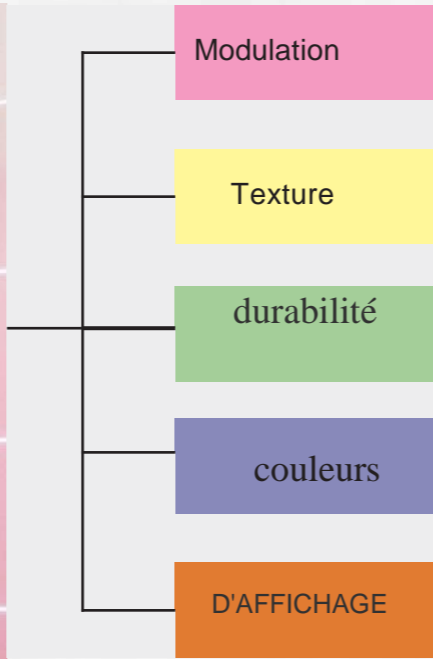 Modulation
Texture
durabilité
couleurs
D'AFFICHAGE